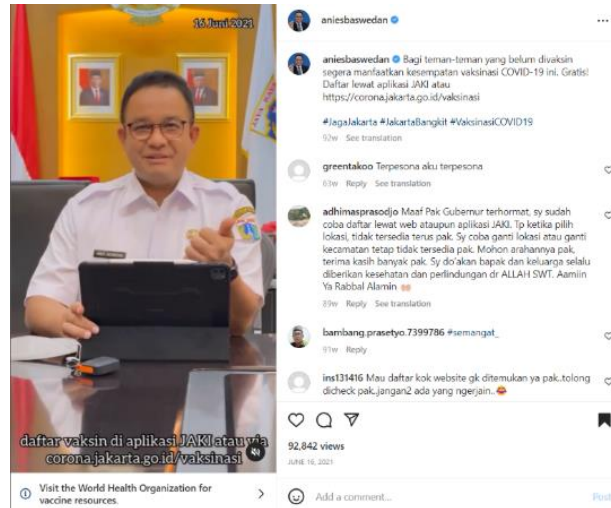 16 Juni 2021
daftar vaksin di aplikasi JAKI atau via
corona.jakarta.go.id/vaksinasi
Visit the World Health Organization for
vaccine resources.
aniesbaswedan
aniesbaswedan Bagi teman-teman yang belum divaksin
segera manfaatkan kesempatan vaksinasi COVID-19 ini. Gratis!
Daftar lewat aplikasi JAKI atau
https://corona.jakarta.go.id/vaksinasi
#JagaJakarta #JakartaBangkit #VaksinasiCOVID19
92w See translation
greentakoo Terpesona aku terpesona
63w Reply See translation
adhimasprasodjo Maaf Pak Gubernur terhormat, sy sudah
coba daftar lewat web ataupun aplikasi JAKI. Tp ketika pilih
lokasi, tidak tersedia terus pak. Sy coba ganti lokasi atau ganti
kecamatan tetap tidak tersedia pak. Mohon arahannya pak,
terima kasih banyak pak. Sy do'akan bapak dan keluarga selalu
diberikan kesehatan dan perlindungan dr ALLAH SWT. Aamiin
Ya Rabbal Alamin
89w Reply See translation
bambang.prasetyo.7399786 #semangat_
91w Reply
ins131416 Mau daftar kok website gk ditemukan ya pak..tolong
dicheck pak..jangan2 ada yang ngerjain..
92,842 views
JUNE 16, 2021
Add a comment...
Post